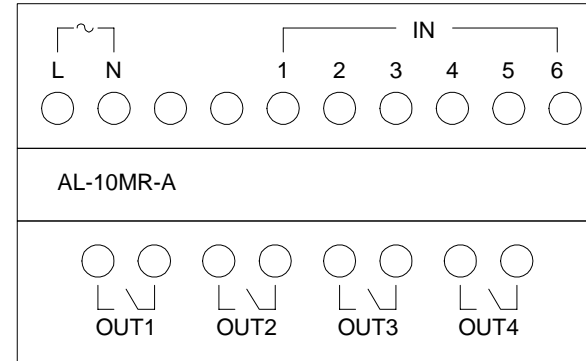 IN
L N 1 2 3 4 5 6
AL-10MR-A
OUT1 OUT2 OUT3 OUT4